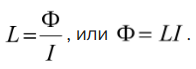 L = Φ/I, или Φ = LI.